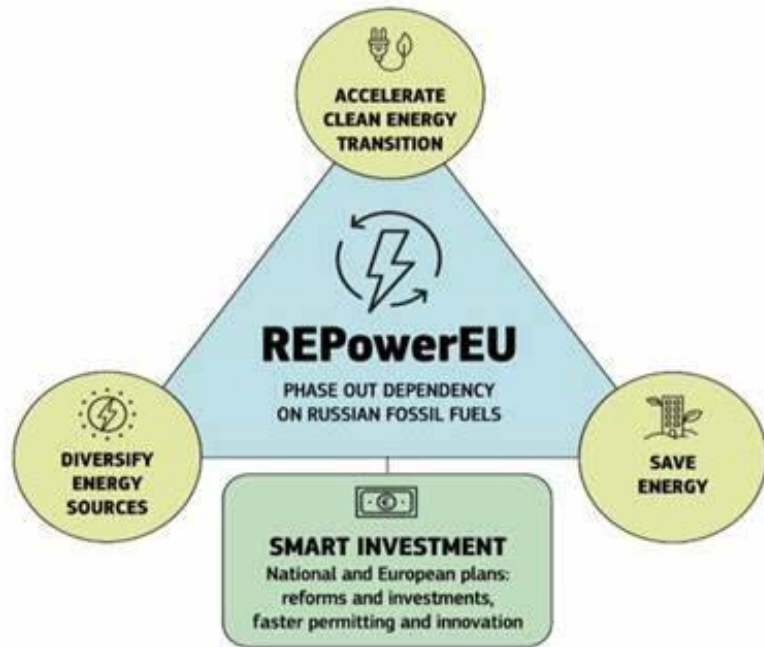 ACCELERATE
CLEAN ENERGY
TRANSITION
REPowerEU
PHASE OUT DEPENDENCY
ON RUSSIAN FOSSIL FUELS
DIVERSIFY
ENERGY
SOURCES
SAVE
ENERGY
SMART INVESTMENT
National and European plans:
reforms and investments,
faster permitting and innovation